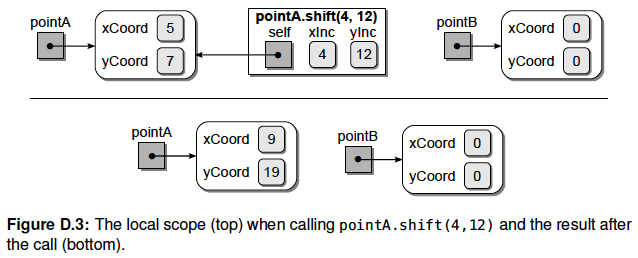 pointA
xCoord 5
yCoord 7
pointA.shift(4, 12)
self xInc yInc
4 12
pointB
xCoord 0
yCoord 0
pointA
xCoord 9
yCoord 19
pointB
xCoord 0
yCoord 0
Figure D.3: The local scope (top) when calling pointA.shift(4,12) and the result after
the call (bottom).